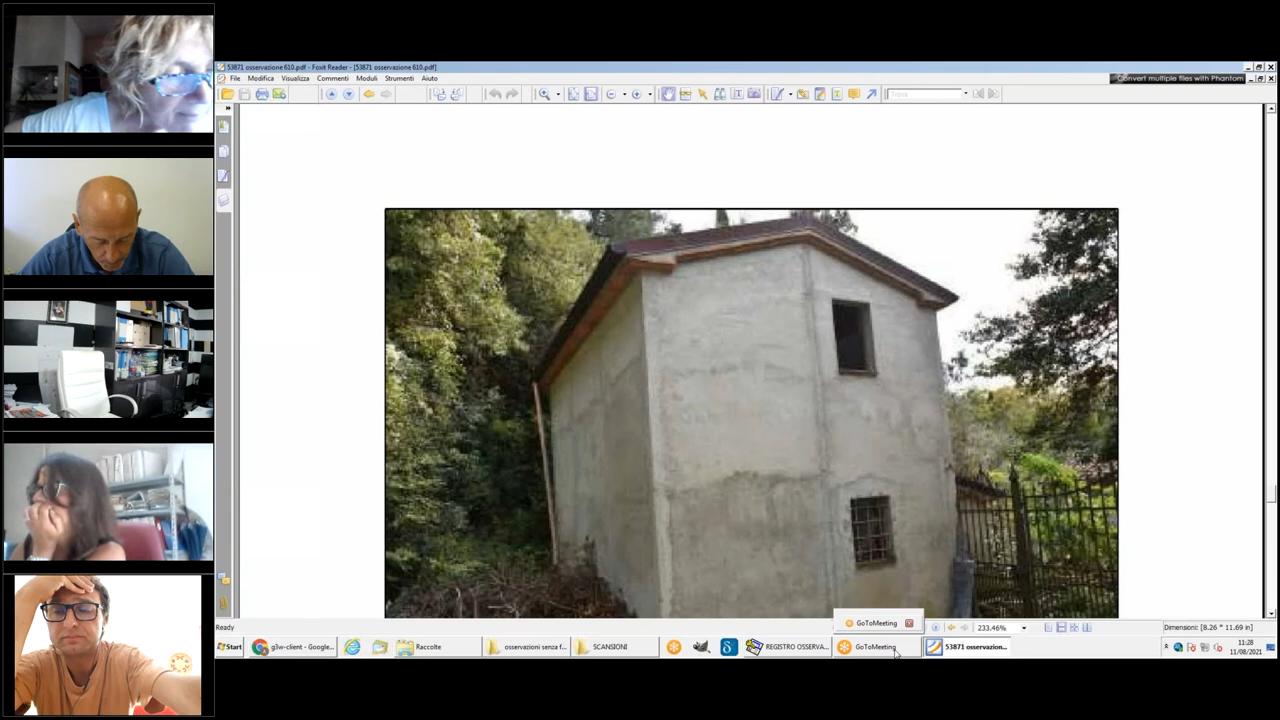 53871 osservazione 610.pdf - Foxit Reader - [53871 osservazione 610.pdf]
File Modifica Visualizza Commenti Moduli Strumenti Aiuto
Convert multiple files with Phantom
Trova
GoToMeeting
Ready
233.46%
Dimensioni: [8.26 * 11.69 in]
Start
g3w-client - Google...
Raccolte
osservazioni senza f...
SCANSIONI
REGISTRO OSSERVA...
GoToMeeting
53871 osservazion...
11:28
11/08/2021